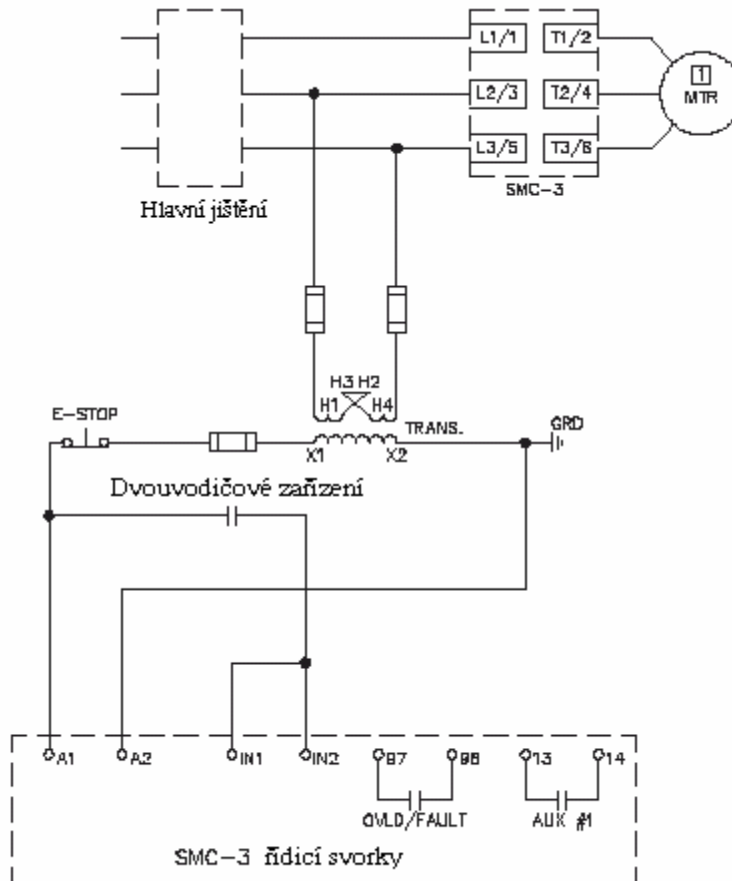 L1/1 T1/2
1
L2/3 T2/4 MTR
L3/5 T3/6
SMC-3
Hlavní jištění
H3 H2
H1 H4
E-STOP
TRANS.
GRD
X1 X2
Dvouvodičové zařízení
A1 A2 IN1 IN2 97 98 13 14
OVLD/FAULT AUX #1
SMC-3 řídicí svorky